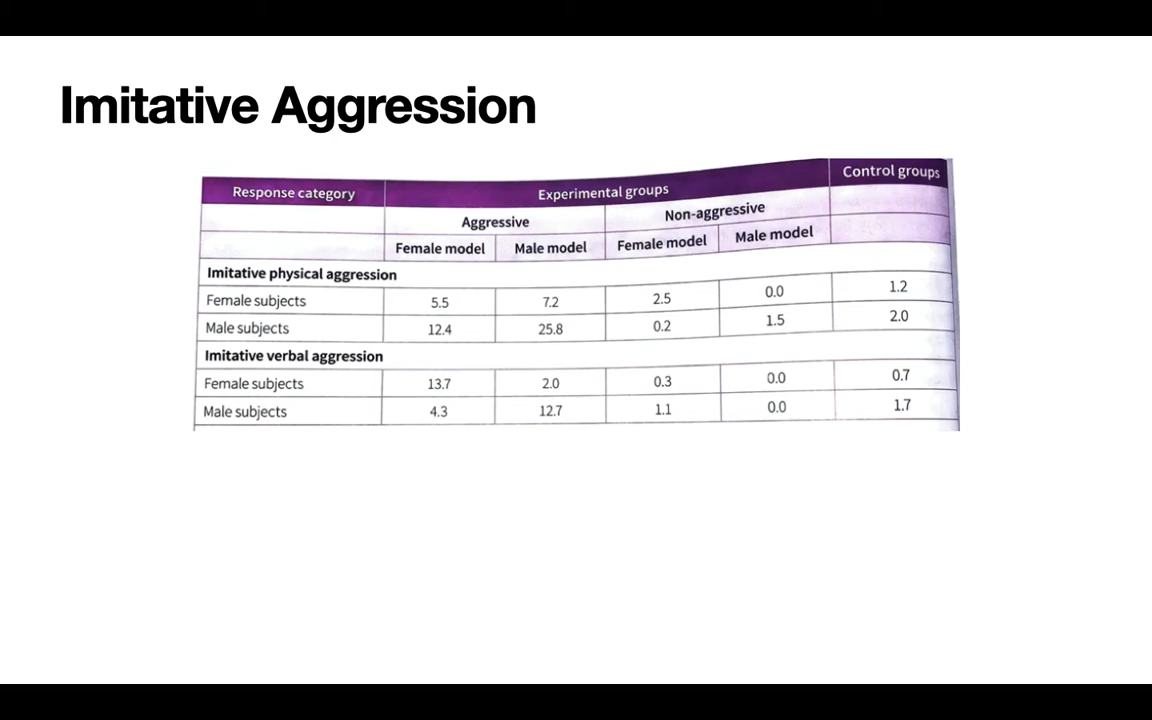 Imitative Aggression
Response category Experimental groups Control groups
Aggressive Non-aggressive
Female model Male model Female model Male model
Imitative physical aggression
Female subjects 5.5 7.2 2.5 0.0 1.2
Male subjects 12.4 25.8 0.2 1.5 2.0
Imitative verbal aggression
Female subjects 13.7 2.0 0.3 0.0 0.7
Male subjects 4.3 12.7 1.1 0.0 1.7